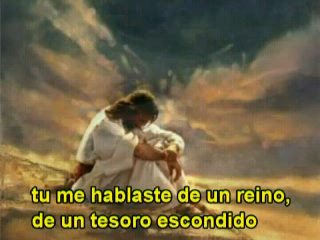 tu me hablaste de un reino,
de un tesoro escondido